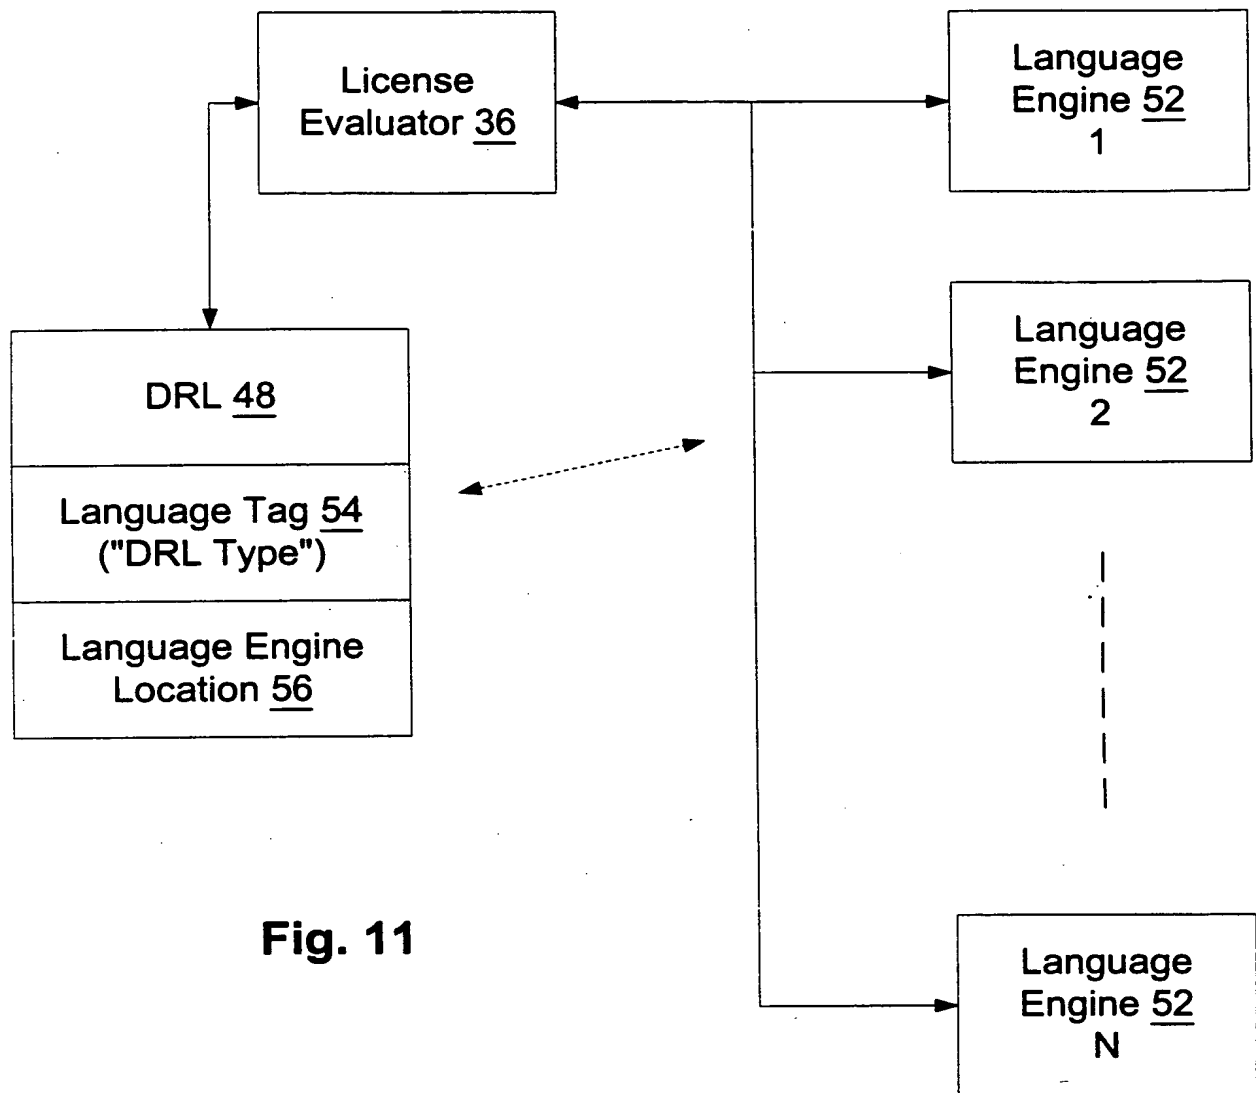 License
Evaluator 36
Language
Engine 52
1
Language
Engine 52
2
DRL 48
Language Tag 54
("DRL Type")
Language Engine
Location 56
Language
Engine 52
N
Fig. 11